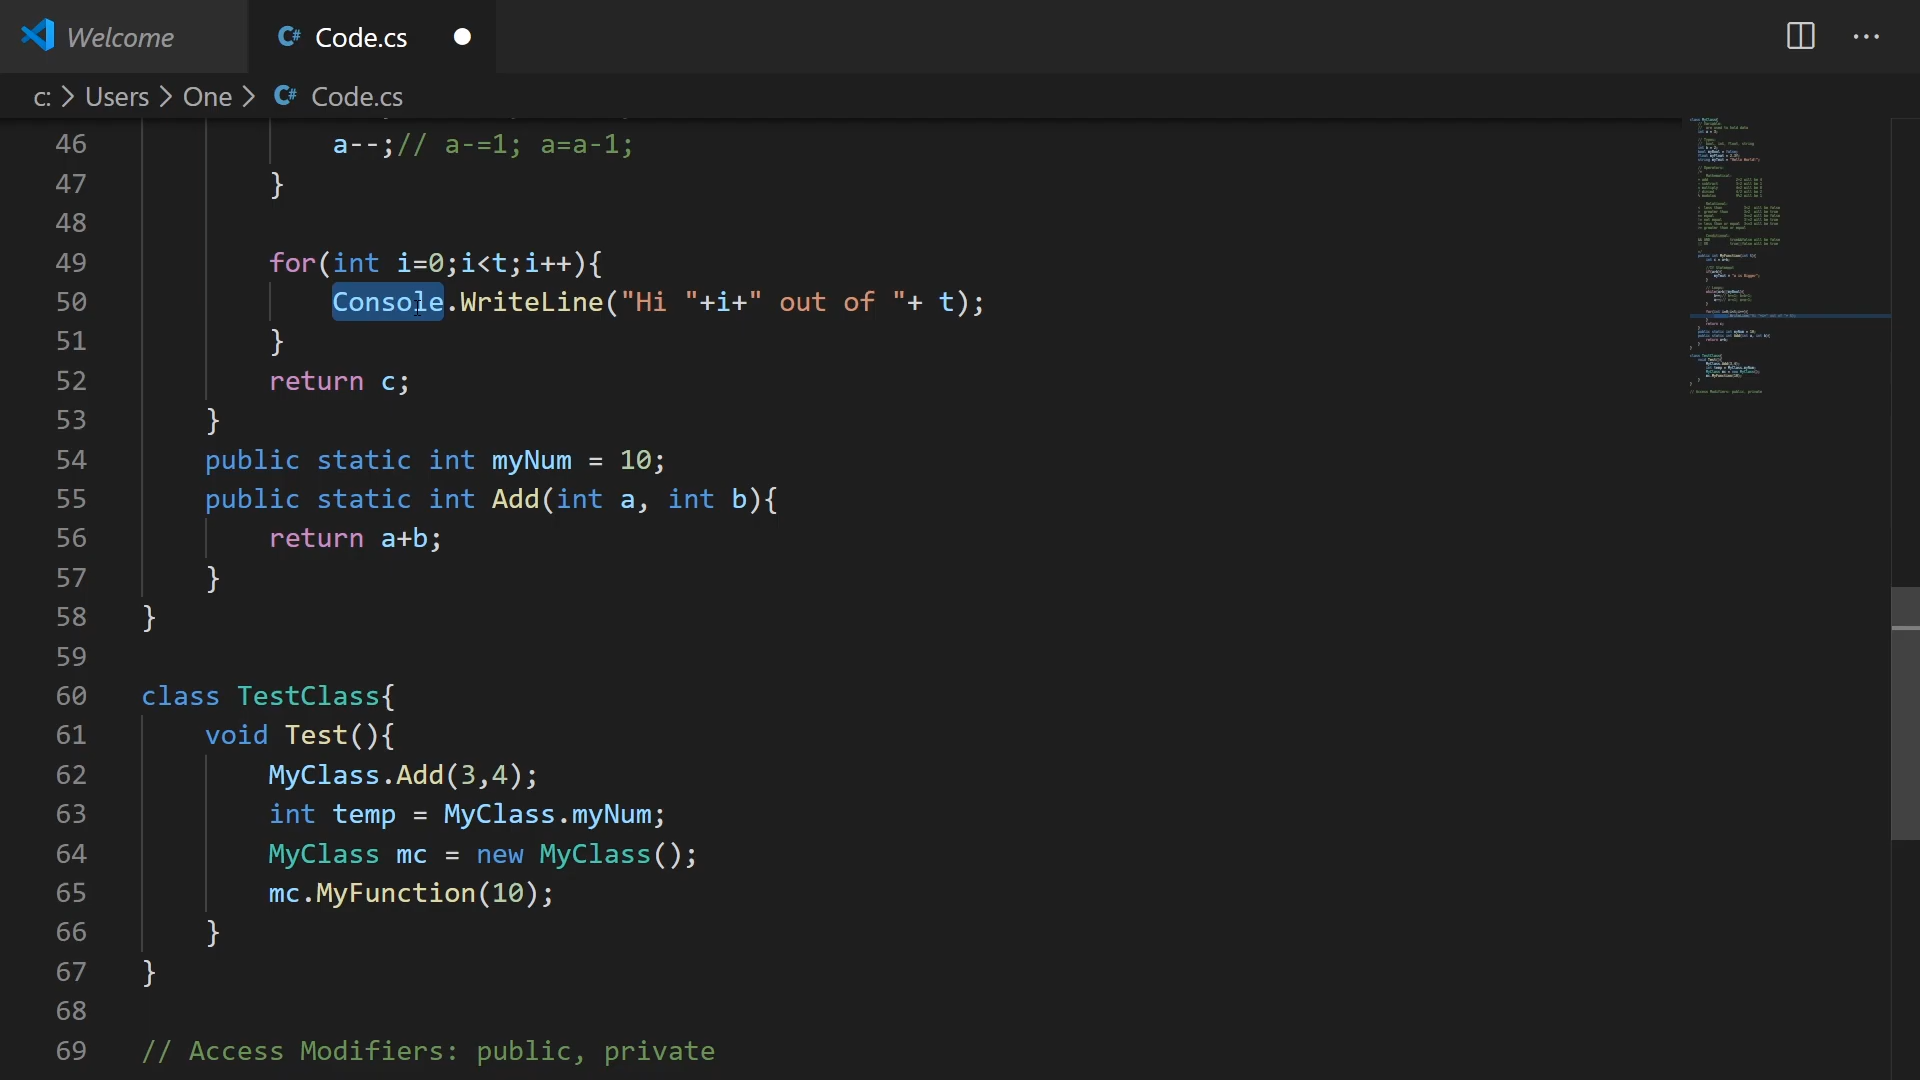 Welcome
C# Code.cs
c: > Users > One > C# Code.cs
46 a--;// a-=1; a=a-1;
47 }
48
49 for(int i=0;i<t;i++){
50 Console.WriteLine("Hi "+i+" out of "+ t);
51 }
52 return c;
53 }
54 public static int myNum = 10;
55 public static int Add(int a, int b){
56 return a+b;
57 }
58 }
59
60 class TestClass{
61 void Test(){
62 MyClass.Add(3,4);
63 int temp = MyClass.myNum;
64 MyClass mc = new MyClass();
65 mc.MyFunction(10);
66 }
67 }
68
69 // Access Modifiers: public, private